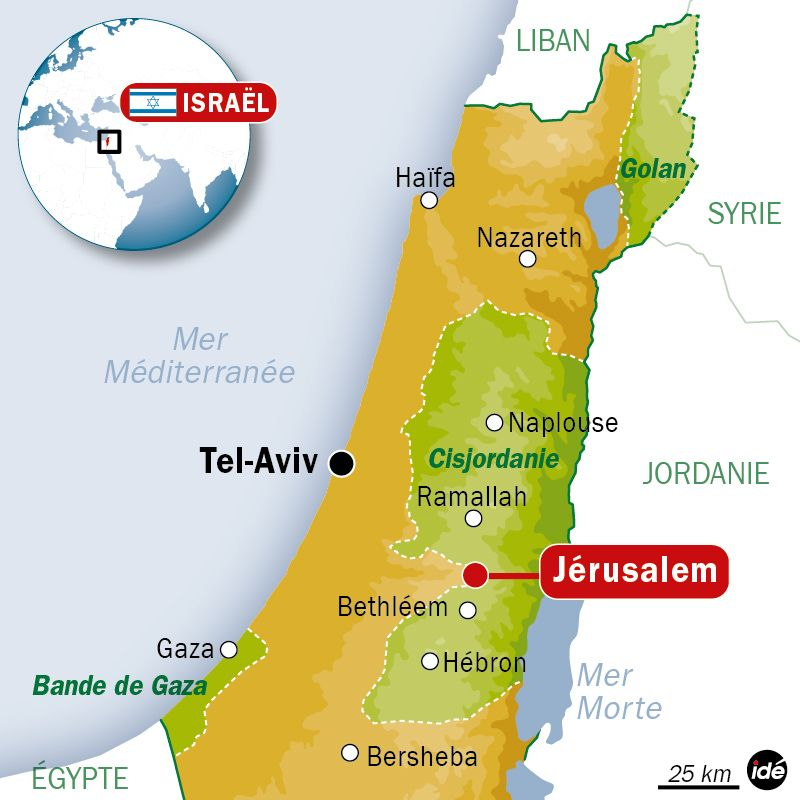 LIBAN
ISRAËL
Golan
Haïfa
SYRIE
Nazareth
Mer
Méditerranée
Naplouse
Tel-Aviv
Cisjordanie
JORDANIE
Ramallah
Jérusalem
Bethléem
Gaza
Hébron
Bande de Gaza
Mer
Morte
Bersheba
ÉGYPTE
25 km
idé